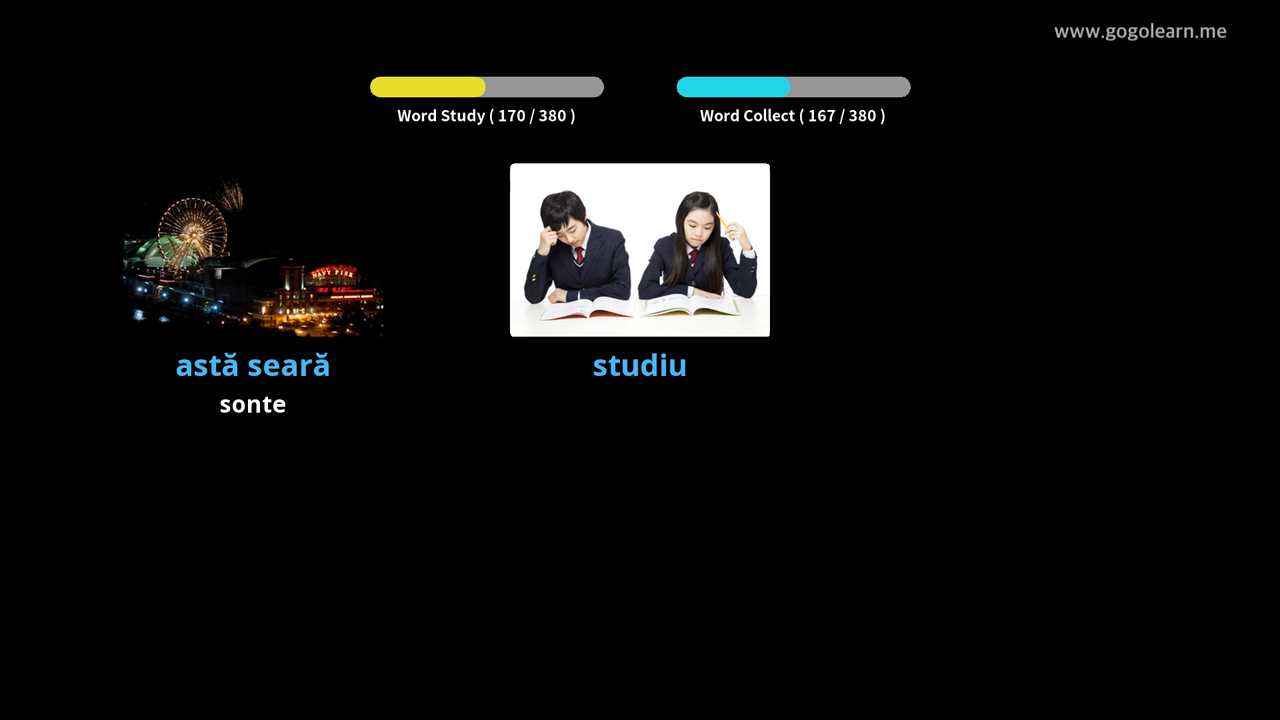 www.gogolearn.me
Word Study ( 170 / 380 )
Word Collect ( 167 / 380 )
astă seară
sonte
studiu